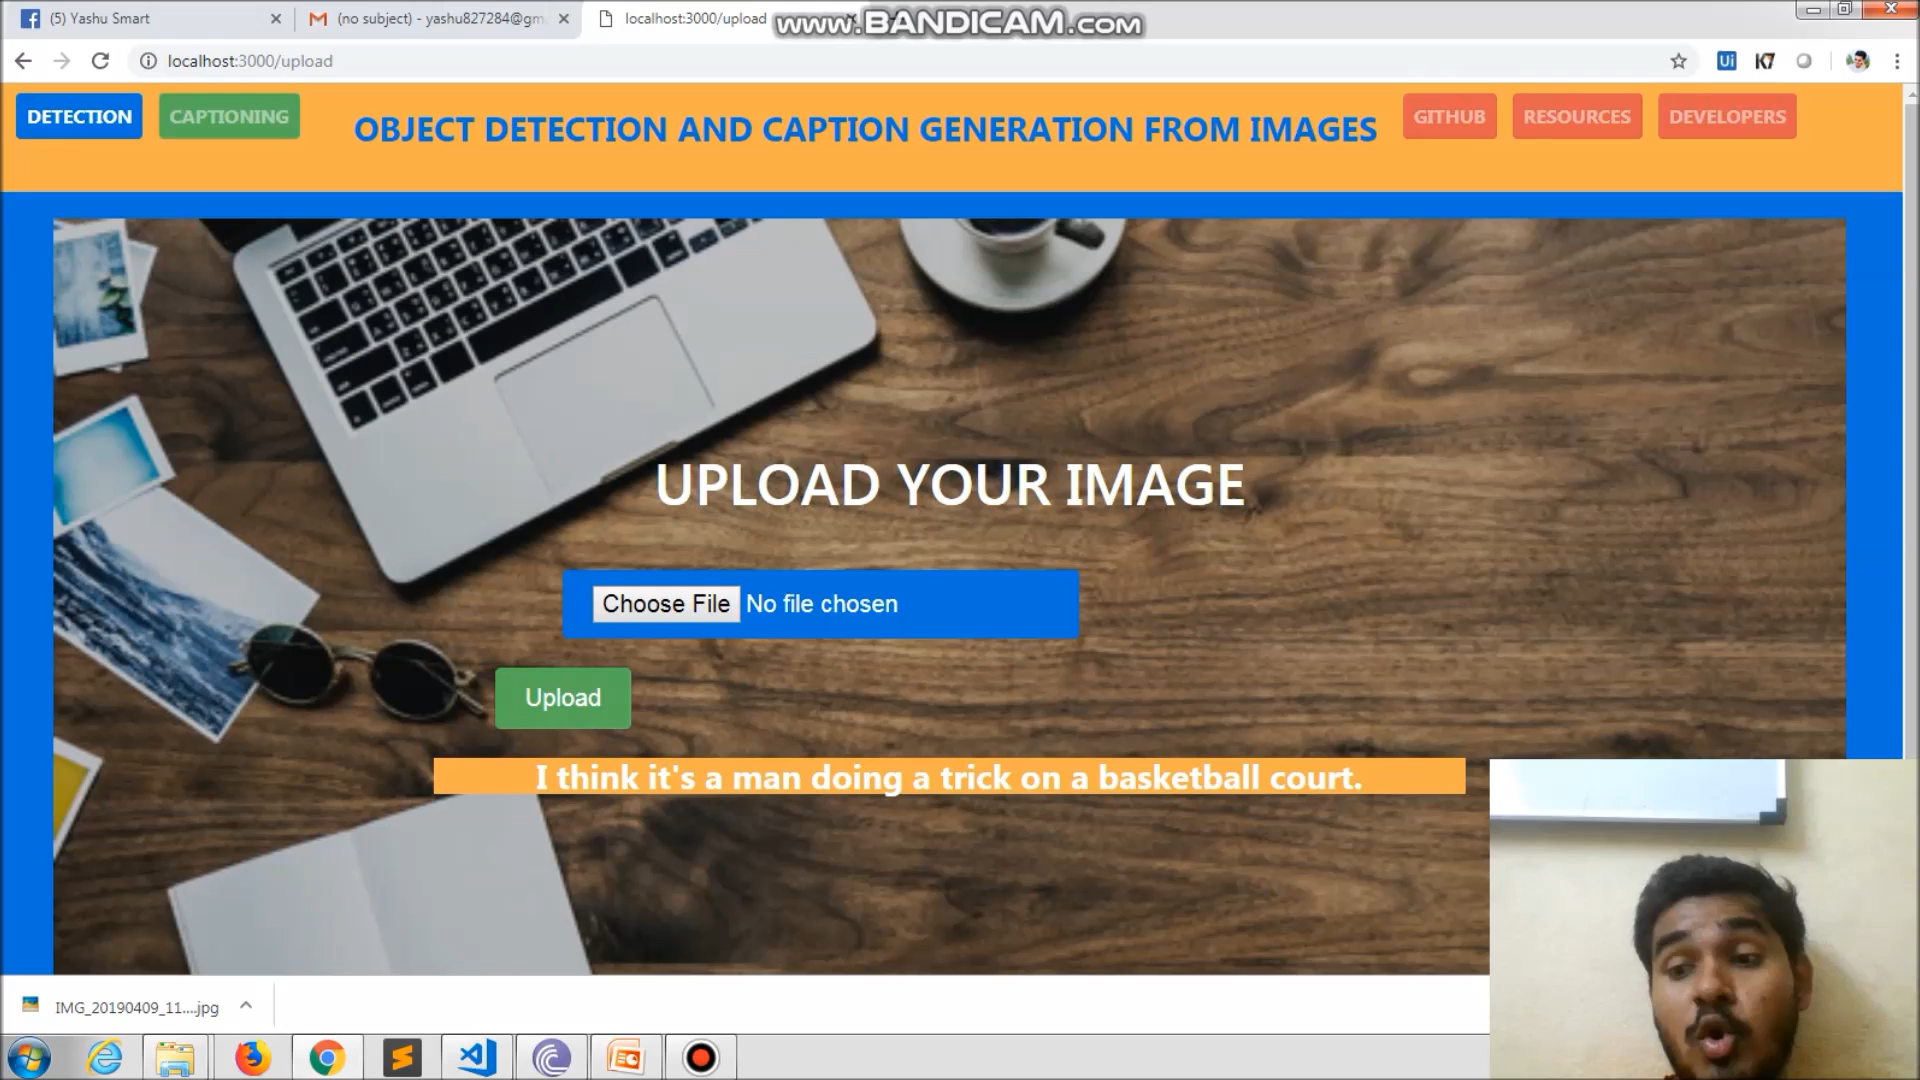 (5) Yashu Smart
(no subject) - yashu827284@gm
localhost:3000/upload
www.BANDICAM.com
localhost:3000/upload
Ui
K7
DETECTION
CAPTIONING
OBJECT DETECTION AND CAPTION GENERATION FROM IMAGES
GITHUB
RESOURCES
DEVELOPERS
UPLOAD YOUR IMAGE
Choose File No file chosen
Upload
I think it's a man doing a trick on a basketball court.
IMG_20190409_11....jpg